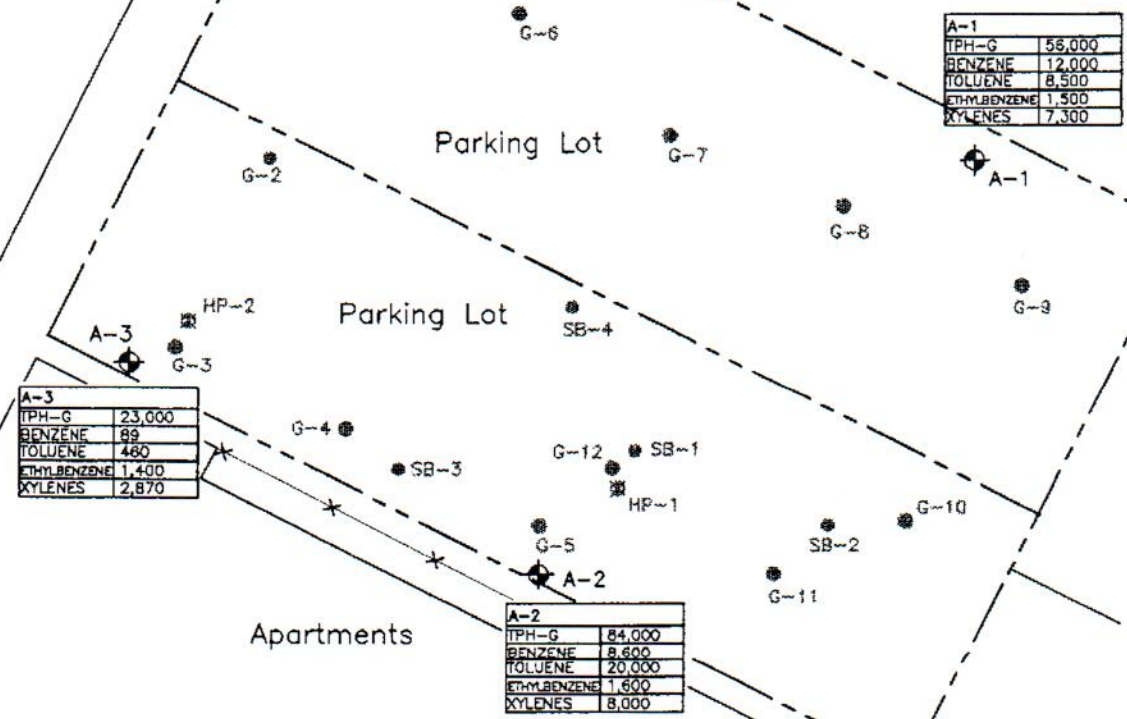 G-6
A-1
TPH-G 56,000
BENZENE 12,000
TOLUENE 8,500
ETHYLBENZENE 1,500
XYLENES 7,300
Parking Lot
G-7
G-2
A-1
G-8
HP-2
Parking Lot
SB-4
G-9
A-3
G-3
A-3
TPH-G 23,000
BENZENE 89
TOLUENE 460
ETHYLBENZENE 1,400
XYLENES 2,870
G-4
SB-3
G-12
SB-1
HP-1
G-10
SB-2
G-5
A-2
G-11
Apartments
A-2
TPH-G 84,000
BENZENE 8,600
TOLUENE 20,000
ETHYLBENZENE 1,600
XYLENES 8,000